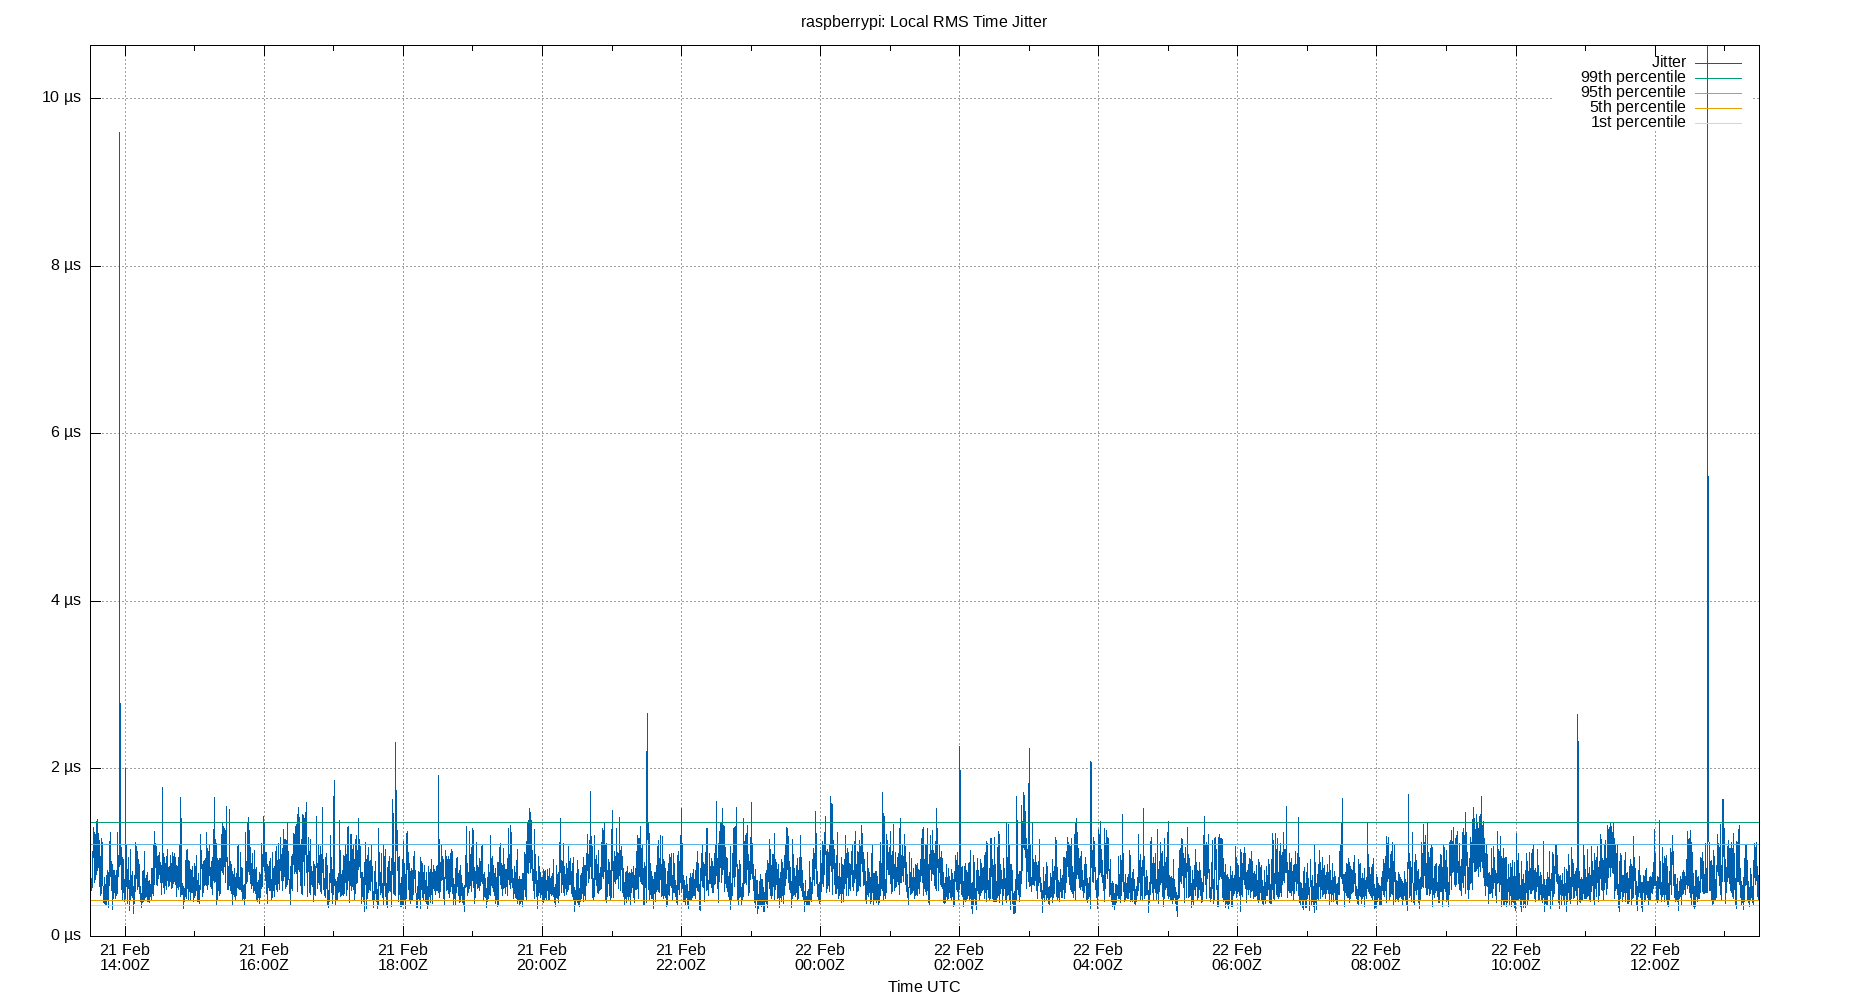 raspberrypi: Local RMS Time Jitter
Jitter
99th percentile
95th percentile
5th percentile
1st percentile
10 µs
8 µs
6 µs
4 µs
2 µs
0 µs
21 Feb
14:00Z
21 Feb
16:00Z
21 Feb
18:00Z
21 Feb
20:00Z
21 Feb
22:00Z
22 Feb
00:00Z
22 Feb
02:00Z
22 Feb
04:00Z
22 Feb
06:00Z
22 Feb
08:00Z
22 Feb
10:00Z
22 Feb
12:00Z
Time UTC